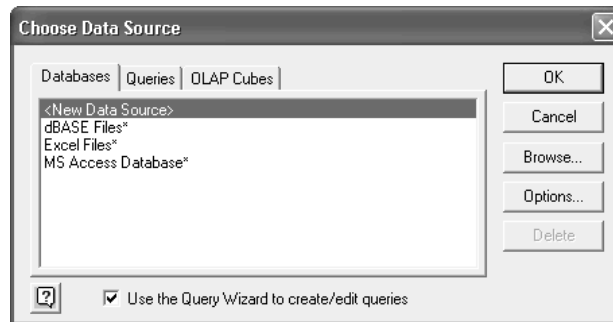 Choose Data Source
Databases Queries OLAP Cubes
<New Data Source>
dBASE Files*
Excel Files*
MS Access Database*
OK
Cancel
Browse...
Options...
Delete
Use the Query Wizard to create/edit queries